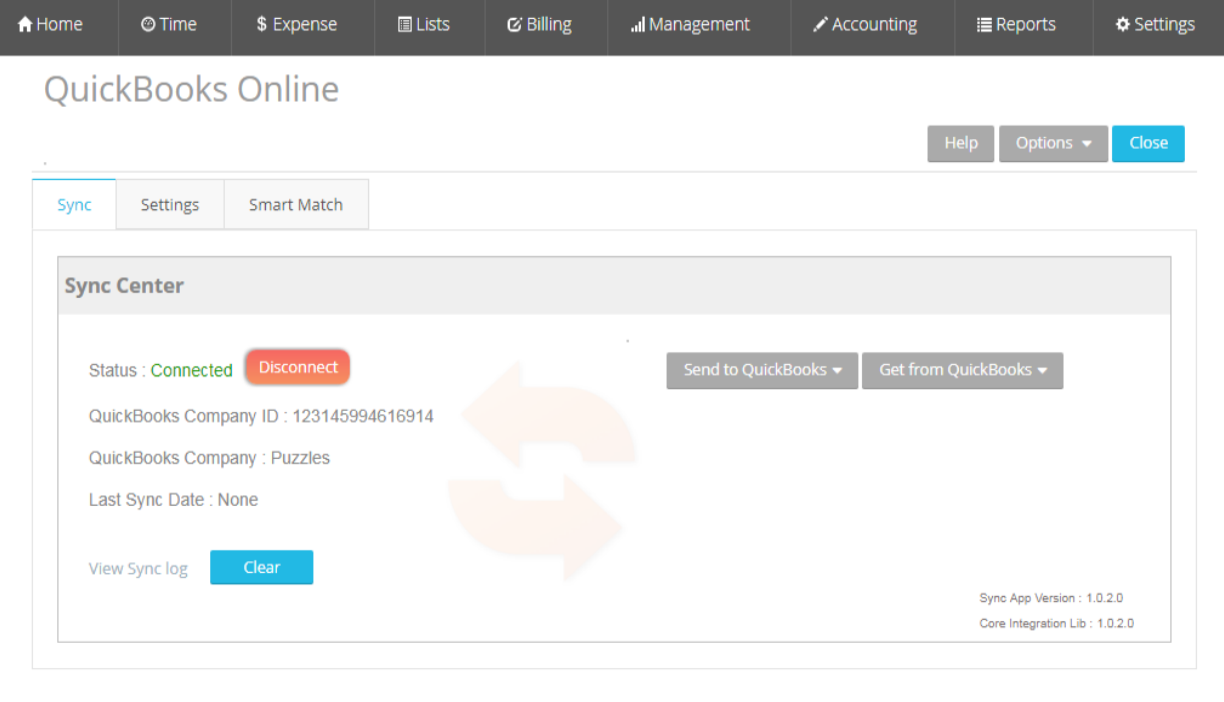 Home Time $ Expense Lists Billing Management Accounting Reports Settings
QuickBooks Online
Help Options Close
Sync Settings Smart Match
Sync Center
Status : Connected Disconnect Send to QuickBooks Get from QuickBooks
QuickBooks Company ID : 123145994616914
QuickBooks Company : Puzzles
Last Sync Date : None
View Sync log Clear
Sync App Version : 1.0.2.0
Core Integration Lib : 1.0.2.0